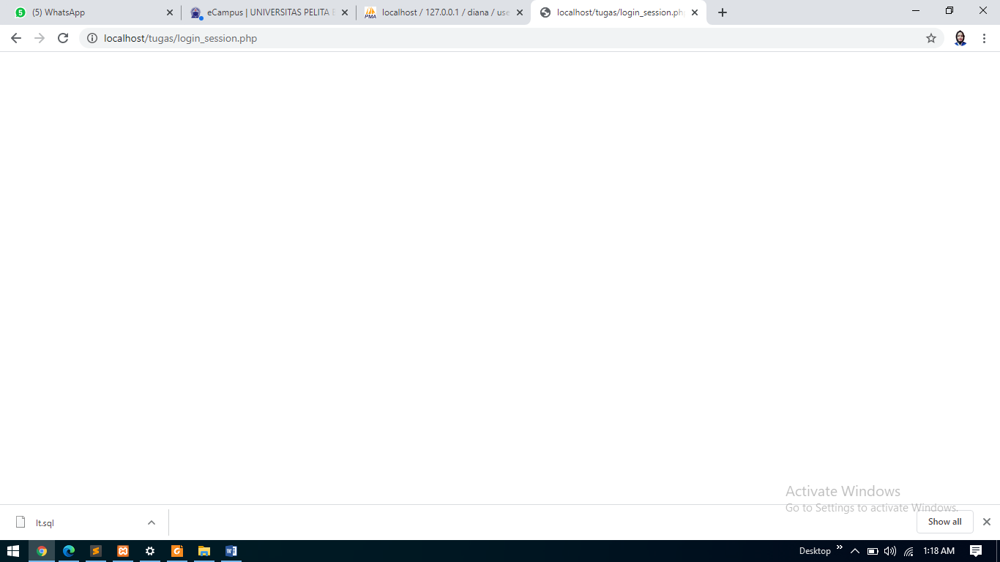 (5) WhatsApp
eCampus | UNIVERSITAS PELITA
localhost / 127.0.0.1 / diana / use
localhost/tugas/login_session.ph
localhost/tugas/login_session.php
Activate Windows
Go to Settings to activate Windows.
lt.sql
Show all
Desktop
1:18 AM